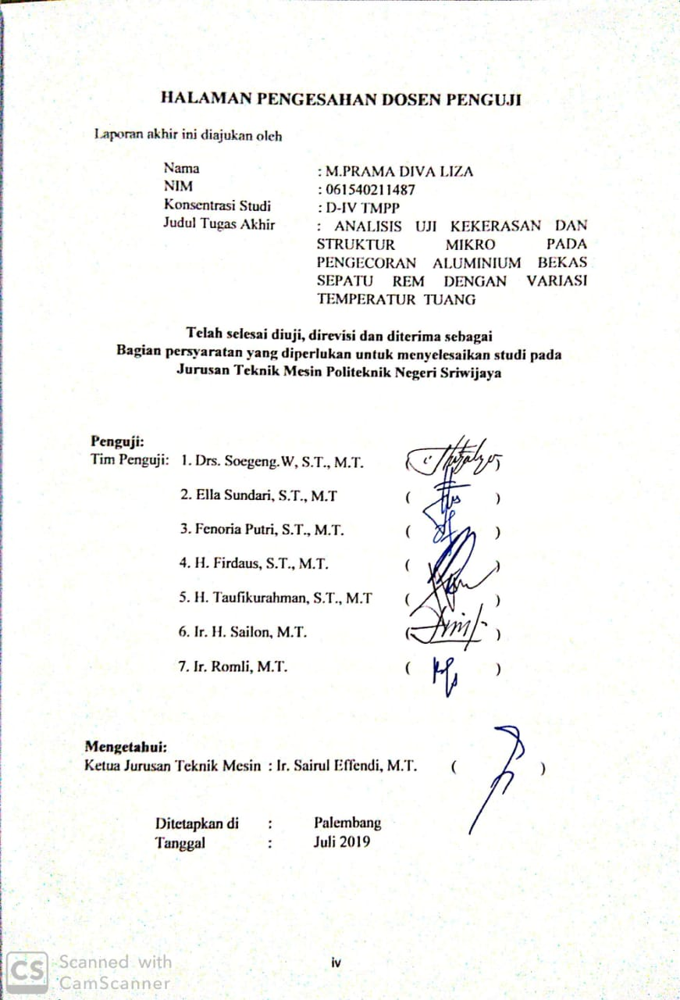 HALAMAN PENGESAHAN DOSEN PENGUJI
Laporan akhir ini diajukan oleh
Nama : M.PRAMA DIVA LIZA
NIM : 061540211487
Konsentrasi Studi : D-IV TMPP
Judul Tugas Akhir : ANALISIS UJI KEKERASAN DAN
STRUKTUR MIKRO PADA
PENGECORAN ALUMINIUM BEKAS
SEPATU REM DENGAN VARIASI
TEMPERATUR TUANG
Telah selesai diuji, direvisi dan diterima sebagai
Bagian persyaratan yang diperlukan untuk menyelesaikan studi pada
Jurusan Teknik Mesin Politeknik Negeri Sriwijaya
Penguji:
Tim Penguji: 1. Drs. Soegeng.W, S.T., M.T. ( )
2. Ella Sundari, S.T., M.T ( )
3. Fenoria Putri, S.T., M.T. ( )
4. H. Firdaus, S.T., M.T. ( )
5. H. Taufikurahman, S.T., M.T ( )
6. Ir. H. Sailon, M.T. ( )
7. Ir. Romli, M.T. ( )
Mengetahui:
Ketua Jurusan Teknik Mesin : Ir. Sairul Effendi, M.T. ( )
Ditetapkan di : Palembang
Tanggal : Juli 2019
iv
CS Scanned with
CamScanner